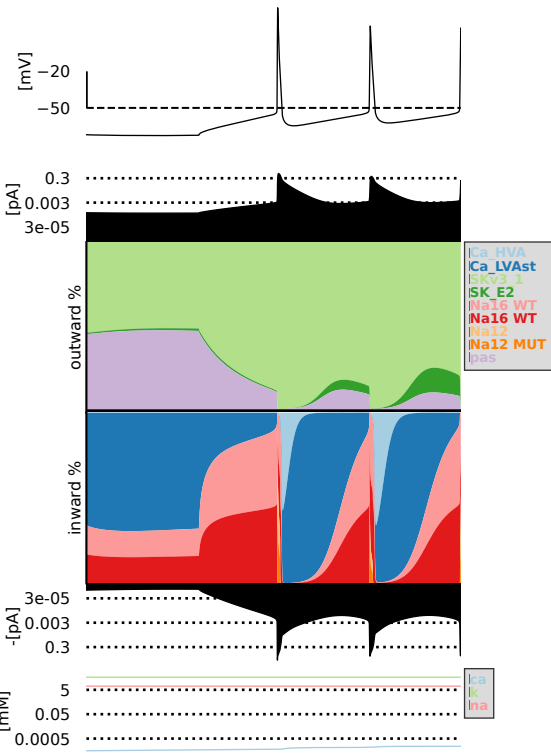 [mV]
−20
−50
[pA]
0.3
0.003
3e-05
outward %
Ca_HVA
Ca_LVAst
SKv3_1
SK_E2
Na16 WT
Na16 WT
Na12
Na12 MUT
pas
inward %
-[pA]
3e-05
0.003
0.3
[mM]
5
0.05
0.0005
ca
k
na